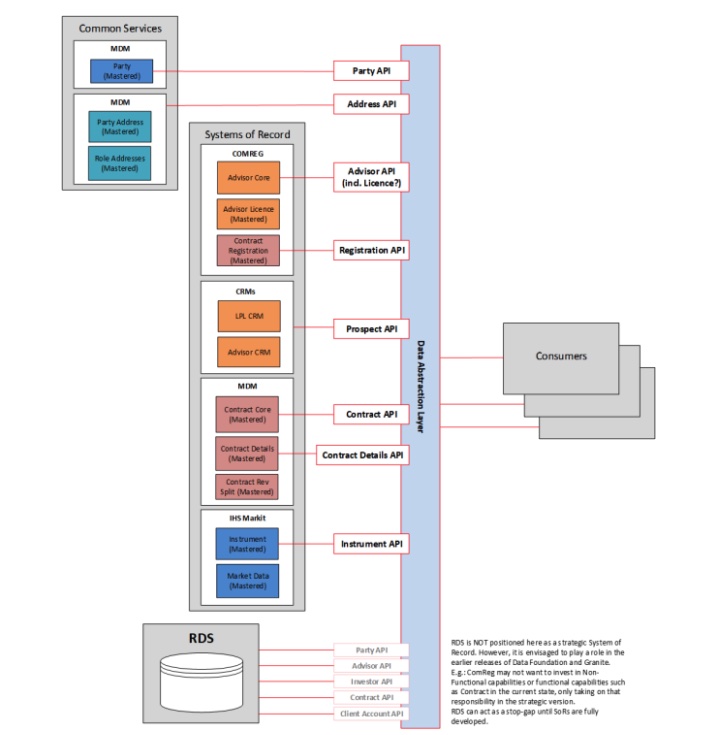 Common Services
MDM
Party
(Mastered)
MDM
Party Address
(Mastered)
Role Addresses
(Mastered)
Systems of Record
COMREG
Advisor Core
Advisor Licence
(Mastered)
Contract
Registration
(Mastered)
CRMs
LPL CRM
Advisor CRM
MDM
Contract Core
(Mastered)
Contract Details
(Mastered)
Contract Rev
Split (Mastered)
IHS Markit
Instrument
(Mastered)
Market Data
(Mastered)
RDS
Party API
Address API
Advisor API
(incl. Licence?)
Registration API
Prospect API
Contract API
Contract Details API
Instrument API
Party API
Advisor API
Investor API
Contract API
Client Account API
Data Abstraction Layer
Consumers
RDS is NOT positioned here as a strategic System of
Record. However, it is envisaged to play a role in the
earlier releases of Data Foundation and Granite.
E.g.: ComReg may not want to invest in Non-
Functional capabilities or functional capabilities such
as Contract in the current state, only taking on that
responsibility in the strategic version.
RDS can act as a stop-gap until SoRs are fully
developed.